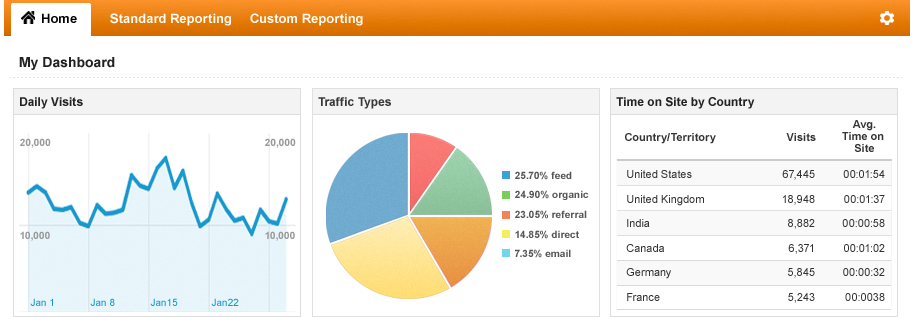 Home Standard Reporting Custom Reporting
My Dashboard
Daily Visits
20,000 20,000
10,000 10,000
Jan 1 Jan 8 Jan15 Jan22
Traffic Types
25.70% feed
24.90% organic
23.05% referral
14.85% direct
7.35% email
Time on Site by Country
Country/Territory Visits Avg. Time on Site
United States 67,445 00:01:54
United Kingdom 18,948 00:01:37
India 8,882 00:00:58
Canada 6,371 00:01:02
Germany 5,845 00:00:32
France 5,243 00:0038